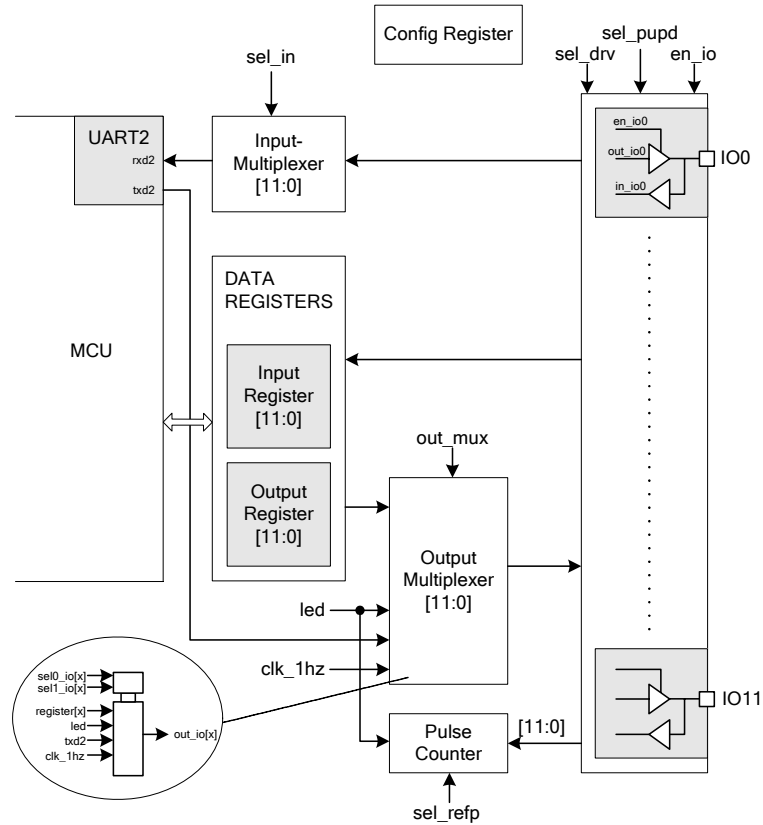 Config Register
sel_pupd
sel_drv
en_io
sel_in
UART2
rxd2
txd2
Input-
Multiplexer
[11:0]
en_io0
out_io0
in_io0
IO0
DATA
REGISTERS
MCU
Input
Register
[11:0]
Output
Register
[11:0]
out_mux
Output
Multiplexer
[11:0]
led
clk_1hz
sel0_io[x]
sel1_io[x]
register[x]
led
txd2
clk_1hz
out_io[x]
IO11
Pulse
Counter
[11:0]
sel_refp